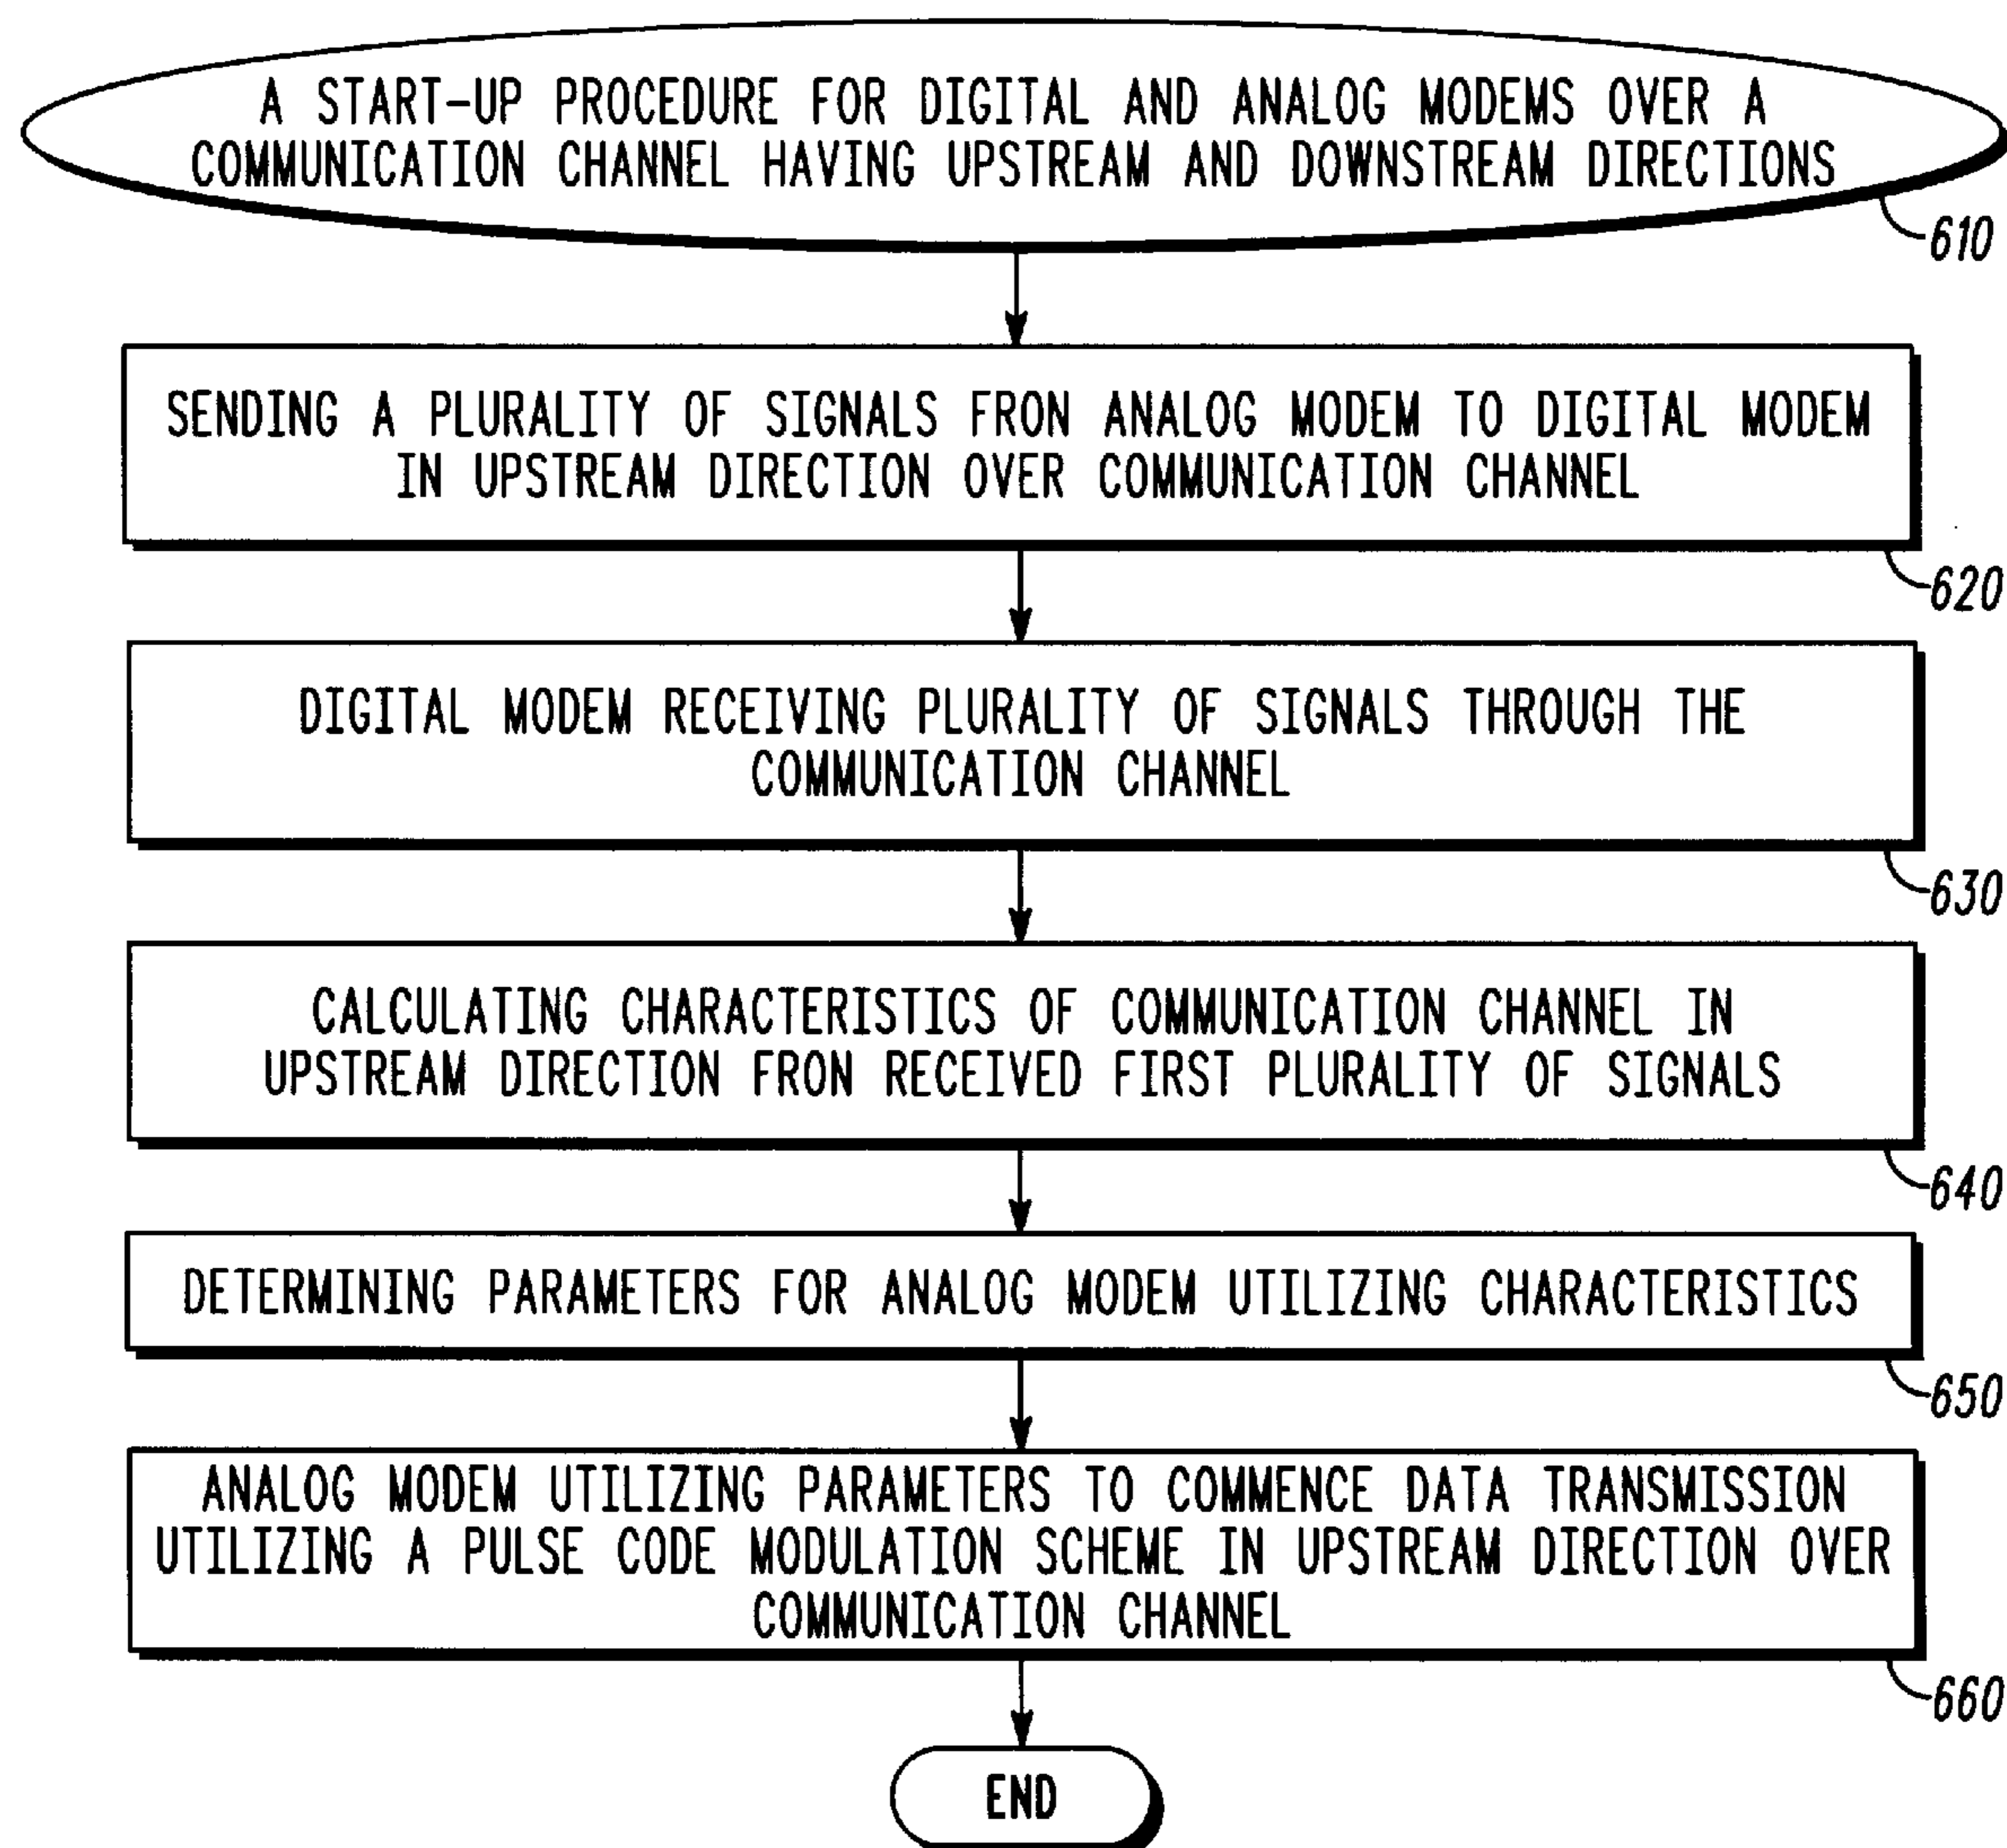 A START-UP PROCEDURE FOR DIGITAL AND ANALOG MODEMS OVER A
COMMUNICATION CHANNEL HAVING UPSTREAM AND DOWNSTREAM DIRECTIONS
610
SENDING A PLURALITY OF SIGNALS FRON ANALOG MODEM TO DIGITAL MODEM
IN UPSTREAM DIRECTION OVER COMMUNICATION CHANNEL
620
DIGITAL MODEM RECEIVING PLURALITY OF SIGNALS THROUGH THE
COMMUNICATION CHANNEL
630
CALCULATING CHARACTERISTICS OF COMMUNICATION CHANNEL IN
UPSTREAM DIRECTION FRON RECEIVED FIRST PLURALITY OF SIGNALS
640
DETERMINING PARAMETERS FOR ANALOG MODEM UTILIZING CHARACTERISTICS
650
ANALOG MODEM UTILIZING PARAMETERS TO COMMENCE DATA TRANSMISSION
UTILIZING A PULSE CODE MODULATION SCHEME IN UPSTREAM DIRECTION OVER
COMMUNICATION CHANNEL
660
END